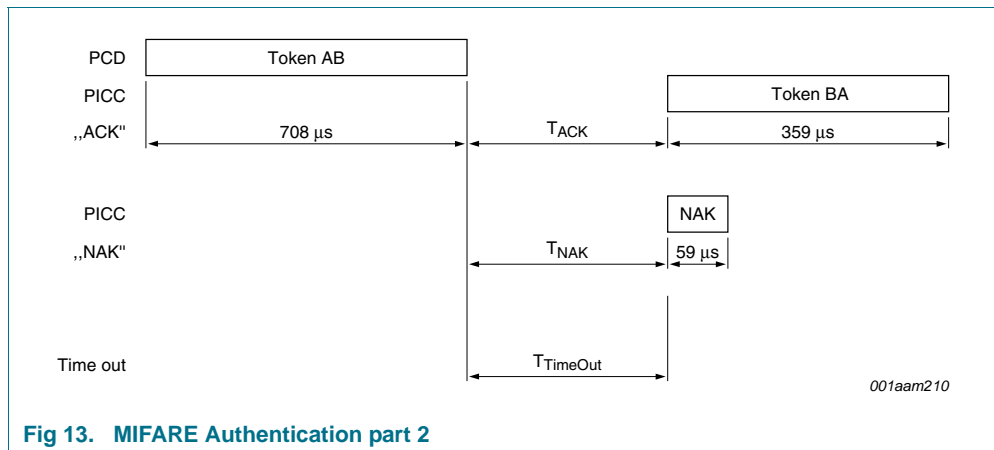 PCD Token AB
PICC Token BA
,,ACK" 708 µs TACK 359 µs
PICC NAK
,,NAK" TNAK 59 µs
Time out TTimeOut
001aam210
Fig 13. MIFARE Authentication part 2